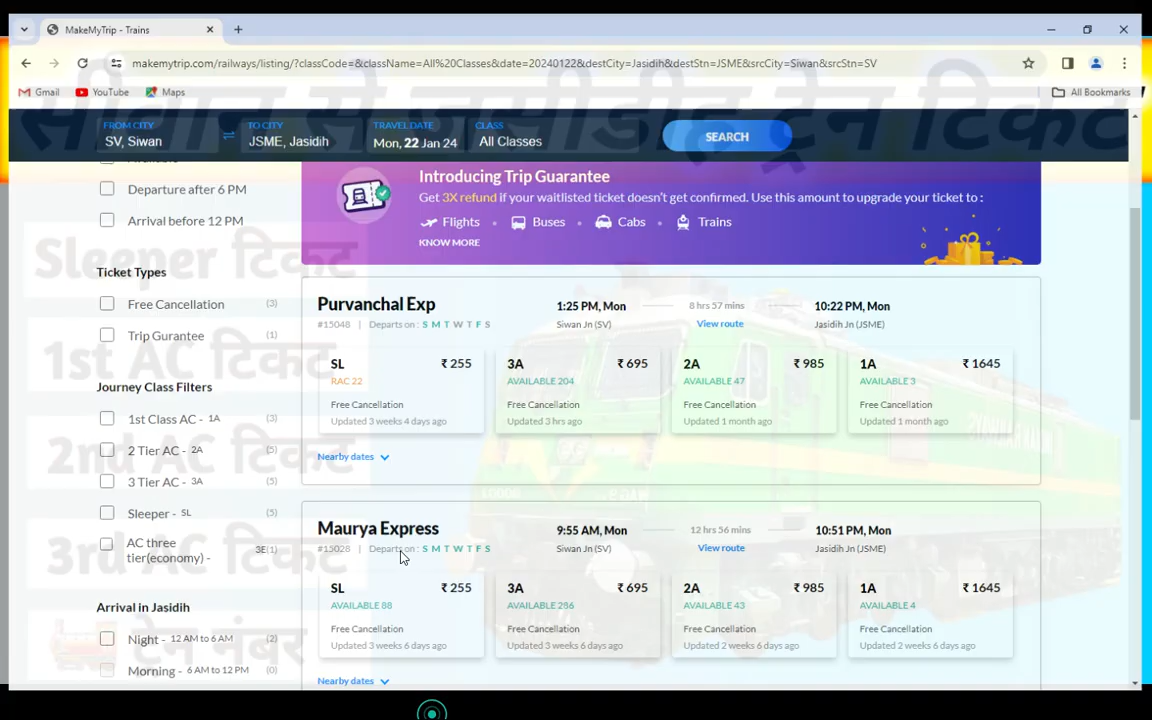 MakeMyTrip - Trains
makemytrip.com/railways/listing/?classCode=&className=All%20Classes&date=20240122&destCity=Jasidih&destStn=JSME&srcCity=Siwan&srcStn=SV
Gmail YouTube Maps All Bookmarks
सीवान से जसीडीह ट्रेन टिकट
FROM CITY TO CITY TRAVEL DATE CLASS
SV, Siwan JSME, Jasidih Mon, 22 Jan 24 All Classes SEARCH
Departure after 6 PM
Arrival before 12 PM
Sleeper टिकट
Ticket Types
Free Cancellation (3)
Trip Gurantee (1)
1st AC टिकट
Journey Class Filters
1st Class AC - 1A (3)
2 Tier AC - 2A (5)
2nd AC टिकट
3 Tier AC - 3A (5)
Sleeper - SL (5)
AC three
tier(economy) - 3E(1)
3rd AC टिकट
Arrival in Jasidih
Night - 12 AM to 6 AM (2)
ट्रेन नंबर
Morning - 6 AM to 12 PM (0)
Introducing Trip Guarantee
Get 3X refund if your waitlisted ticket doesn't get confirmed. Use this amount to upgrade your ticket to :
Flights Buses Cabs Trains
KNOW MORE
Purvanchal Exp 1:25 PM, Mon 8 hrs 57 mins 10:22 PM, Mon
#15048 | Departs on : S M T W T F S Siwan Jn (SV) View route Jasidih Jn (JSME)
SL ₹ 255 3A ₹ 695 2A ₹ 985 1A ₹ 1645
RAC 22 AVAILABLE 204 AVAILABLE 47 AVAILABLE 3
Free Cancellation Free Cancellation Free Cancellation Free Cancellation
Updated 3 weeks 4 days ago Updated 3 hrs ago Updated 1 month ago Updated 1 month ago
Nearby dates
Maurya Express 9:55 AM, Mon 12 hrs 56 mins 10:51 PM, Mon
#15028 | Departs on : S M T W T F S Siwan Jn (SV) View route Jasidih Jn (JSME)
SL ₹ 255 3A ₹ 695 2A ₹ 985 1A ₹ 1645
AVAILABLE 88 AVAILABLE 286 AVAILABLE 43 AVAILABLE 4
Free Cancellation Free Cancellation Free Cancellation Free Cancellation
Updated 3 weeks 6 days ago Updated 3 weeks 6 days ago Updated 2 weeks 6 days ago Updated 2 weeks 6 days ago
Nearby dates